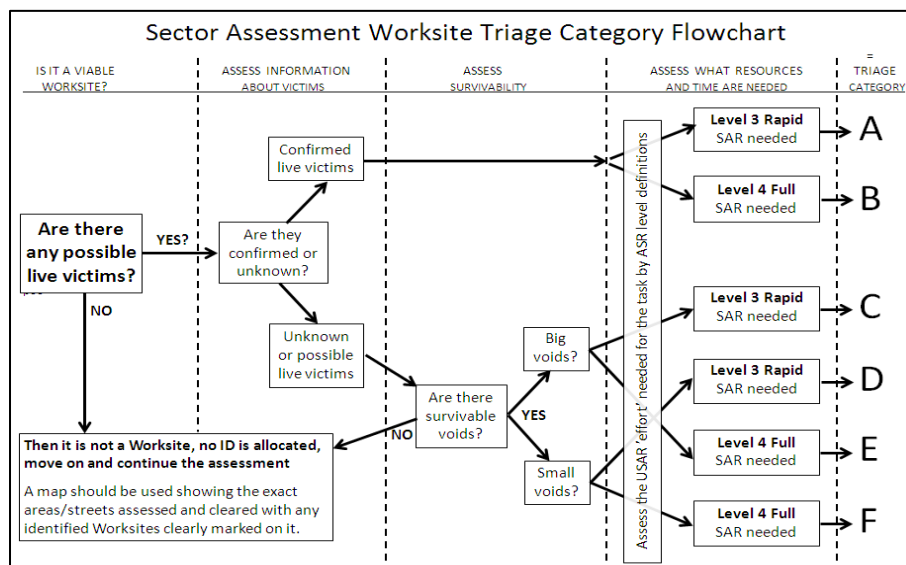 Sector Assessment Worksite Triage Category Flowchart
IS IT A VIABLE
WORKSITE?
ASSESS INFORMATION
ABOUT VICTIMS
ASSESS
SURVIVABILITY
ASSESS WHAT RESOURCES
AND TIME ARE NEEDED
=
TRIAGE
CATEGORY
Are there
any possible
live victims?
YES?
NO
Are they
confirmed or
unknown?
Confirmed
live victims
Unknown
or possible
live victims
Are there
survivable
voids?
NO
YES
Big
voids?
Small
voids?
Assess the USAR 'effort' needed for the task by ASR level definitions
Level 3 Rapid
SAR needed
A
Level 4 Full
SAR needed
B
Level 3 Rapid
SAR needed
C
Level 3 Rapid
SAR needed
D
Level 4 Full
SAR needed
E
Level 4 Full
SAR needed
F
Then it is not a Worksite, no ID is allocated,
move on and continue the assessment
A map should be used showing the exact
areas/streets assessed and cleared with any
identified Worksites clearly marked on it.